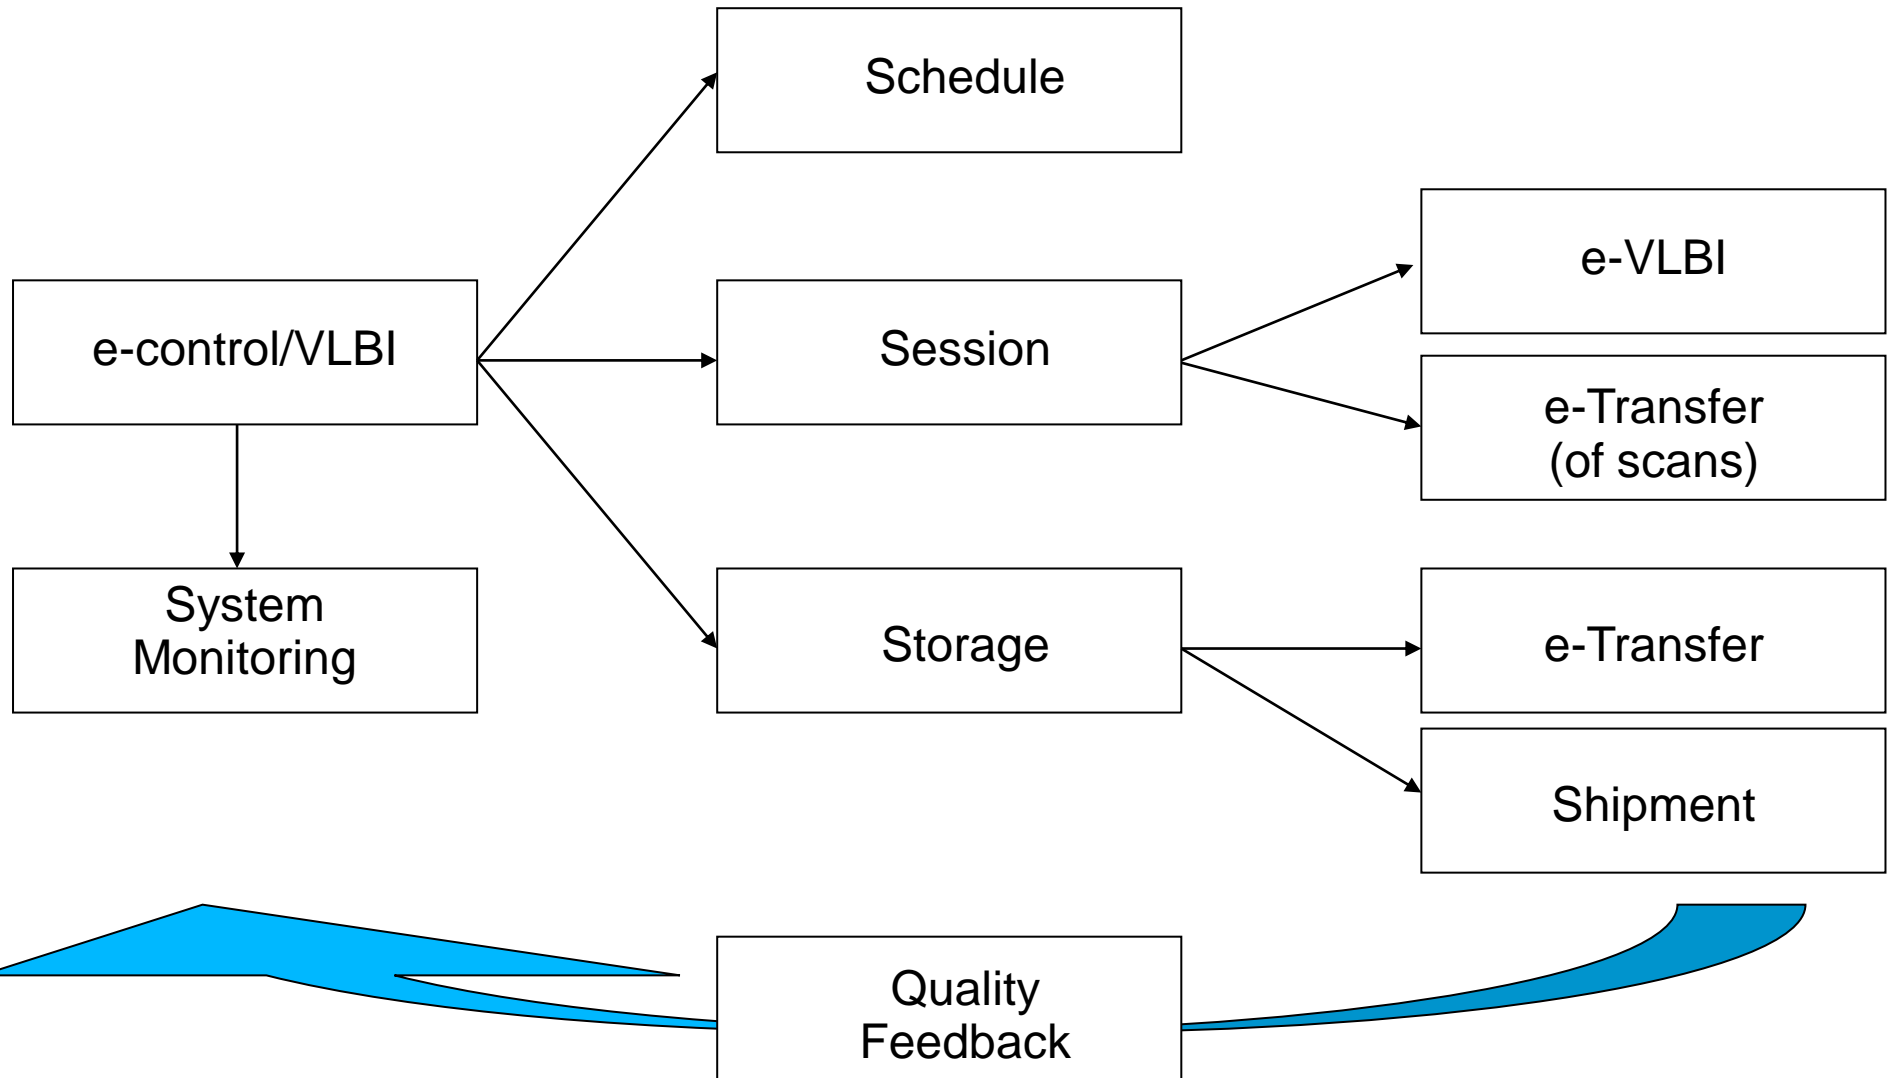 Schedule
e-VLBI
e-control/VLBI
Session
e-Transfer
(of scans)
System
Monitoring
Storage
e-Transfer
Shipment
Quality
Feedback